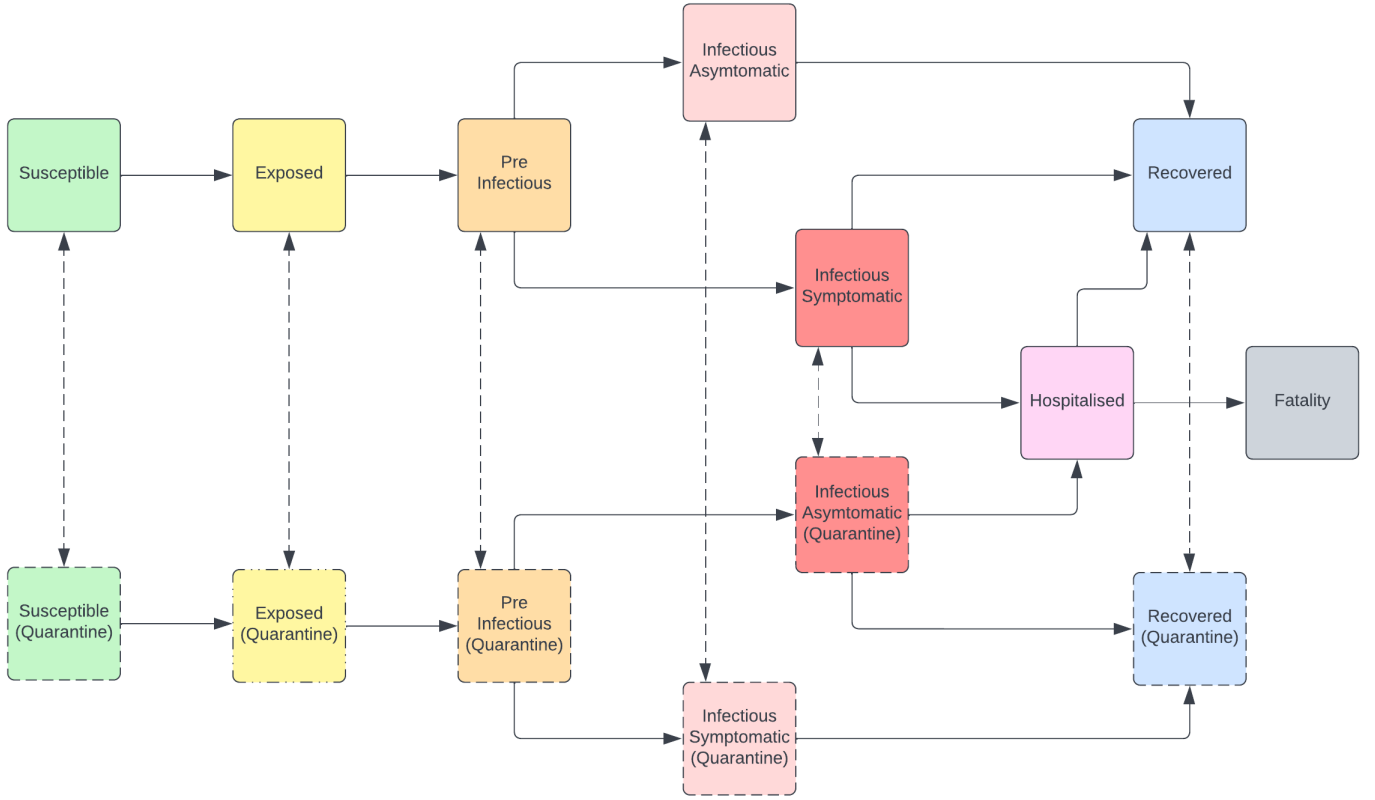 Infectious
Asymtomatic
Susceptible
Exposed
Pre
Infectious
Recovered
Infectious
Symptomatic
Hospitalised
Fatality
Infectious
Asymtomatic
(Quarantine)
Susceptible
(Quarantine)
Exposed
(Quarantine)
Pre
Infectious
(Quarantine)
Recovered
(Quarantine)
Infectious
Symptomatic
(Quarantine)